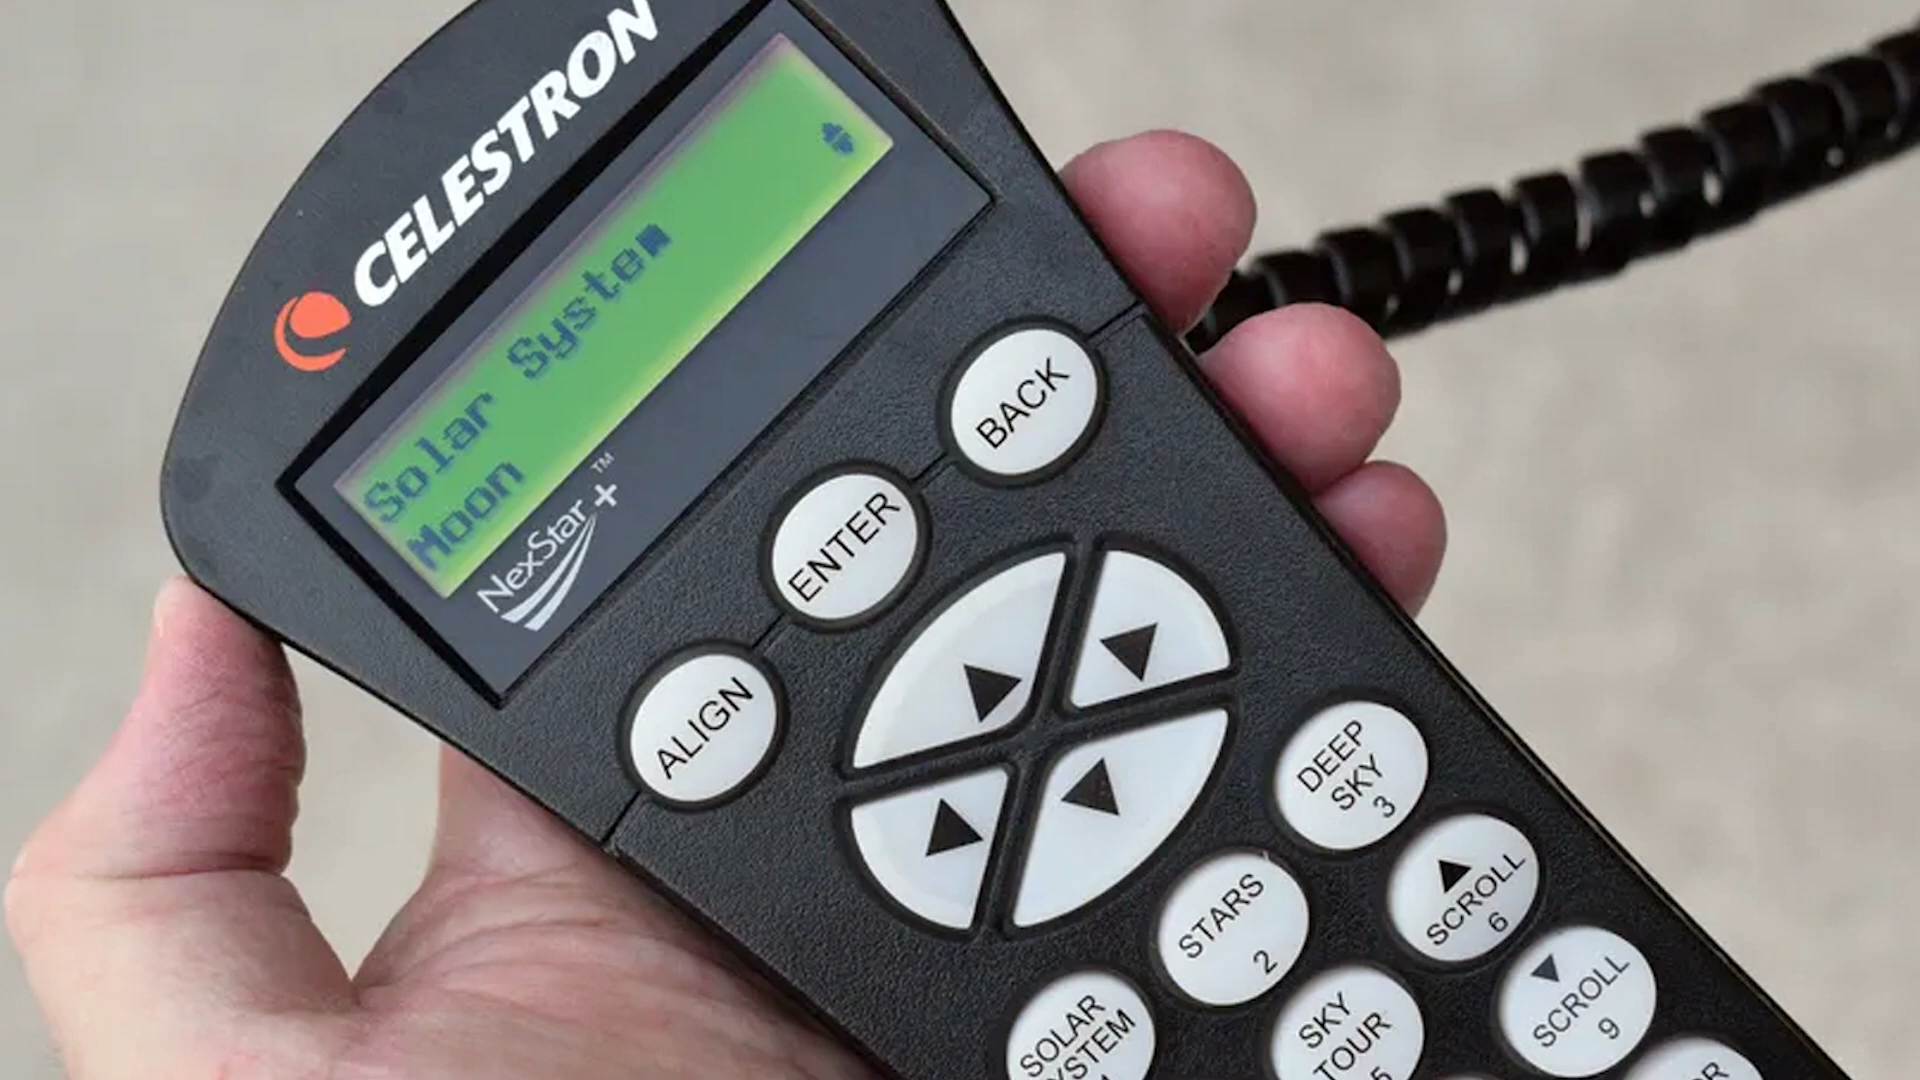 CELESTRON
Solar System
Moon
NexStar+™
ALIGN
ENTER
BACK
SOLAR
SYSTEM
STARS
2
DEEP
SKY
3
SKY
TOUR
5
SCROLL
6
SCROLL
9